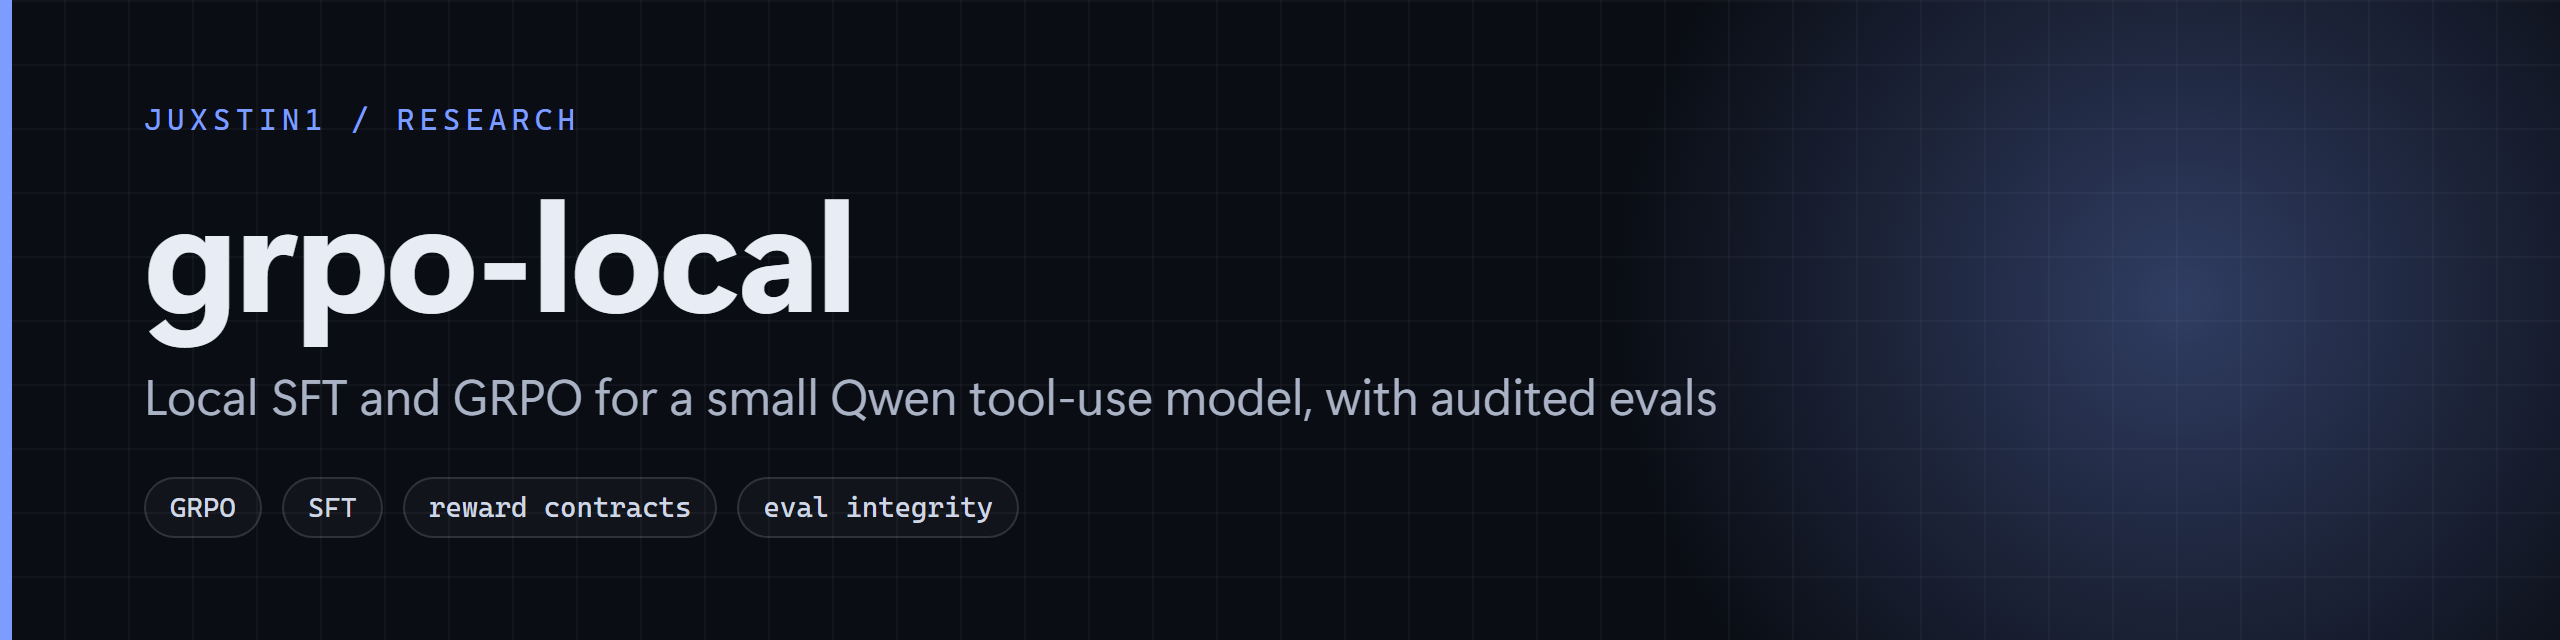 JUXSTIN1 / RESEARCH
grpo-local
Local SFT and GRPO for a small Qwen tool-use model, with audited evals
GRPO SFT reward contracts eval integrity